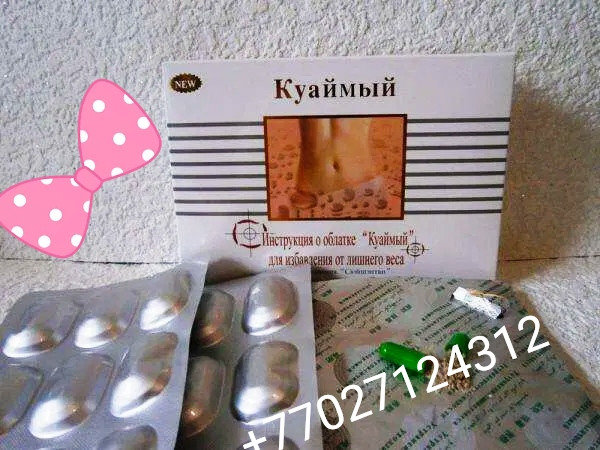 NEW
Куаймый
Инструкция о облатке "Куаймый"
для избавления от лишнего веса
+77027124312